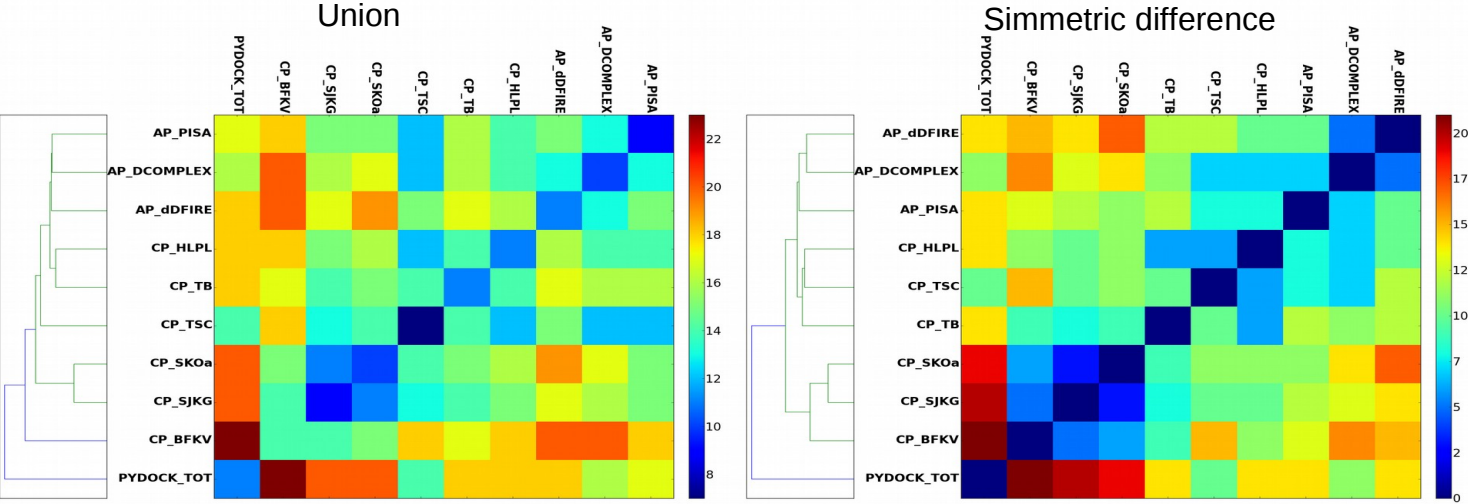 Union
PYDOCK_TOT
CP_BFKV
CP_SJKG
CP_SKOa
CP_TSC
CP_TB
CP_HLPL
AP_dDFIRE
AP_DCOMPLEX
AP_PISA
AP_PISA
AP_DCOMPLEX
AP_dDFIRE
CP_HLPL
CP_TB
CP_TSC
CP_SKOa
CP_SJKG
CP_BFKV
PYDOCK_TOT
22
20
18
16
14
12
10
8
Simmetric difference
PYDOCK_TOT
CP_BFKV
CP_SJKG
CP_SKOa
CP_TB
CP_TSC
CP_HLPL
AP_PISA
AP_DCOMPLEX
AP_dDFIRE
AP_dDFIRE
AP_DCOMPLEX
AP_PISA
CP_HLPL
CP_TSC
CP_TB
CP_SKOa
CP_SJKG
CP_BFKV
PYDOCK_TOT
20
17
15
12
10
7
5
2
0